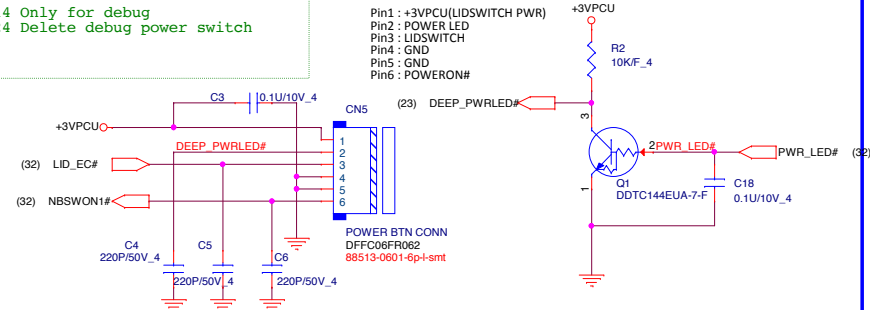 4 Only for debug
4 Delete debug power switch
Pin1 : +3VPCU(LIDSWITCH PWR)
Pin2 : POWER LED
Pin3 : LIDSWITCH
Pin4 : GND
Pin5 : GND
Pin6 : POWERON#
+3VPCU
R2
10K/F_4
(23) DEEP_PWRLED#
3
2
PWR_LED#
PWR_LED# (32)
1
Q1
DDTC144EUA-7-F
C18
0.1U/10V_4
C3
0.1U/10V_4
CN5
+3VPCU
DEEP_PWRLED#
(32) LID_EC#
(32) NBSWON1#
1
2
3
4
5
6
POWER BTN CONN
DFFC06FR062
88513-0601-6p-l-smt
C4
220P/50V_4
C5
220P/50V_4
C6
220P/50V_4